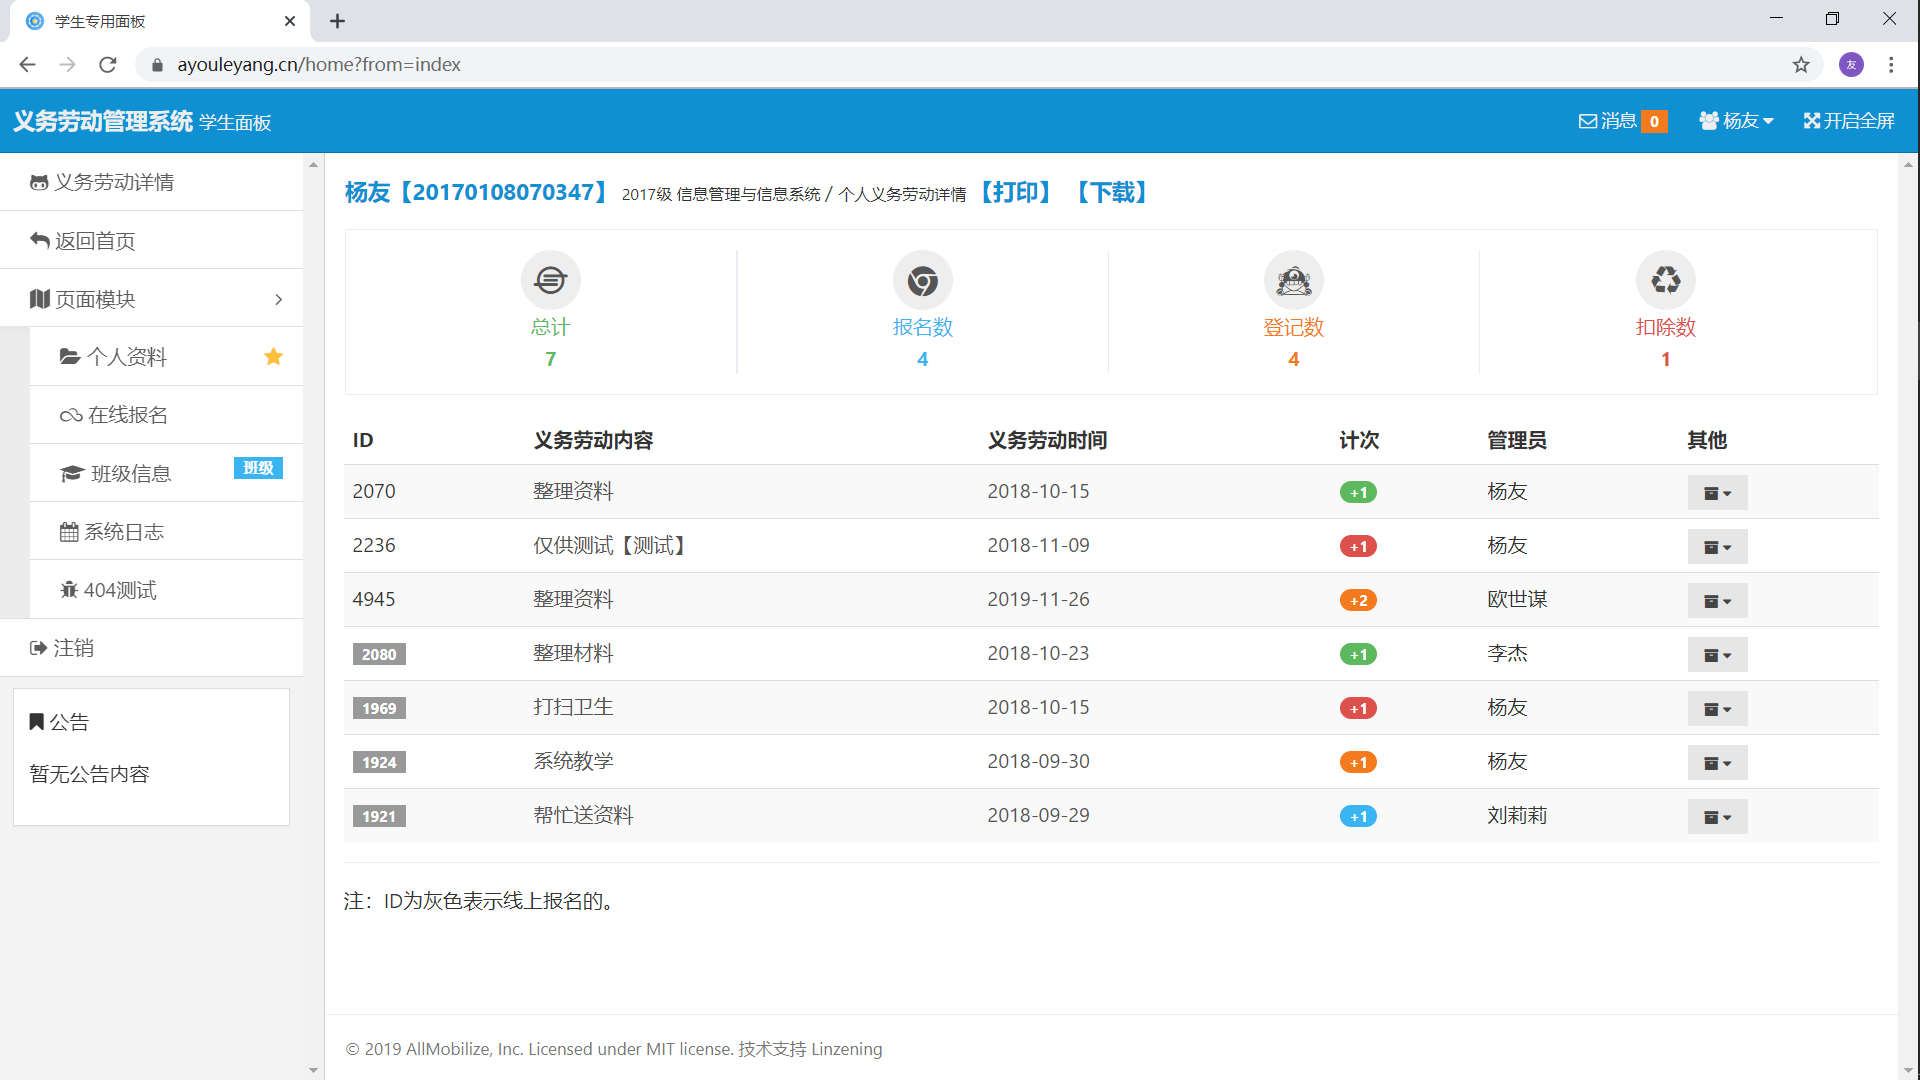 学生专用面板
ayouleyang.cn/home?from=index
友
义务劳动管理系统 学生面板
消息 0
杨友
开启全屏
义务劳动详情
返回首页
页面模块
个人资料
在线报名
班级信息 班级
系统日志
404测试
注销
公告
暂无公告内容
杨友【20170108070347】 2017级 信息管理与信息系统 / 个人义务劳动详情 【打印】 【下载】
总计 报名数 登记数 扣除数
7 4 4 1
ID 义务劳动内容 义务劳动时间 计次 管理员 其他
2070 整理资料 2018-10-15 +1 杨友
2236 仅供测试【测试】 2018-11-09 +1 杨友
4945 整理资料 2019-11-26 +2 欧世谋
2080 整理材料 2018-10-23 +1 李杰
1969 打扫卫生 2018-10-15 +1 杨友
1924 系统教学 2018-09-30 +1 杨友
1921 帮忙送资料 2018-09-29 +1 刘莉莉
注：ID为灰色表示线上报名的。
© 2019 AllMobilize, Inc. Licensed under MIT license. 技术支持 Linzening